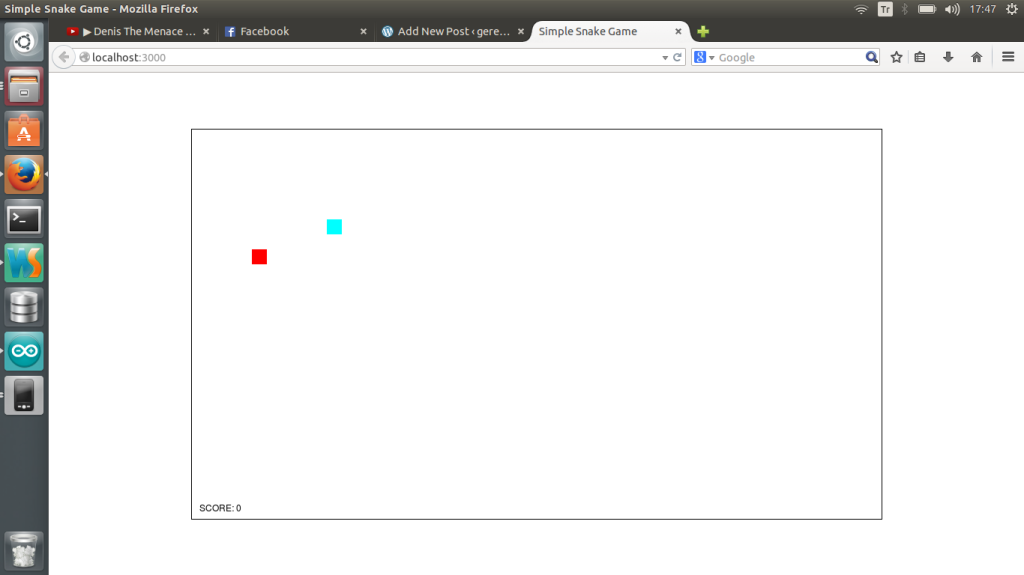 Simple Snake Game - Mozilla Firefox
Tr
17:47
▶ Denis The Menace ...
Facebook
Add New Post ‹ gere...
Simple Snake Game
localhost:3000
Google
SCORE: 0